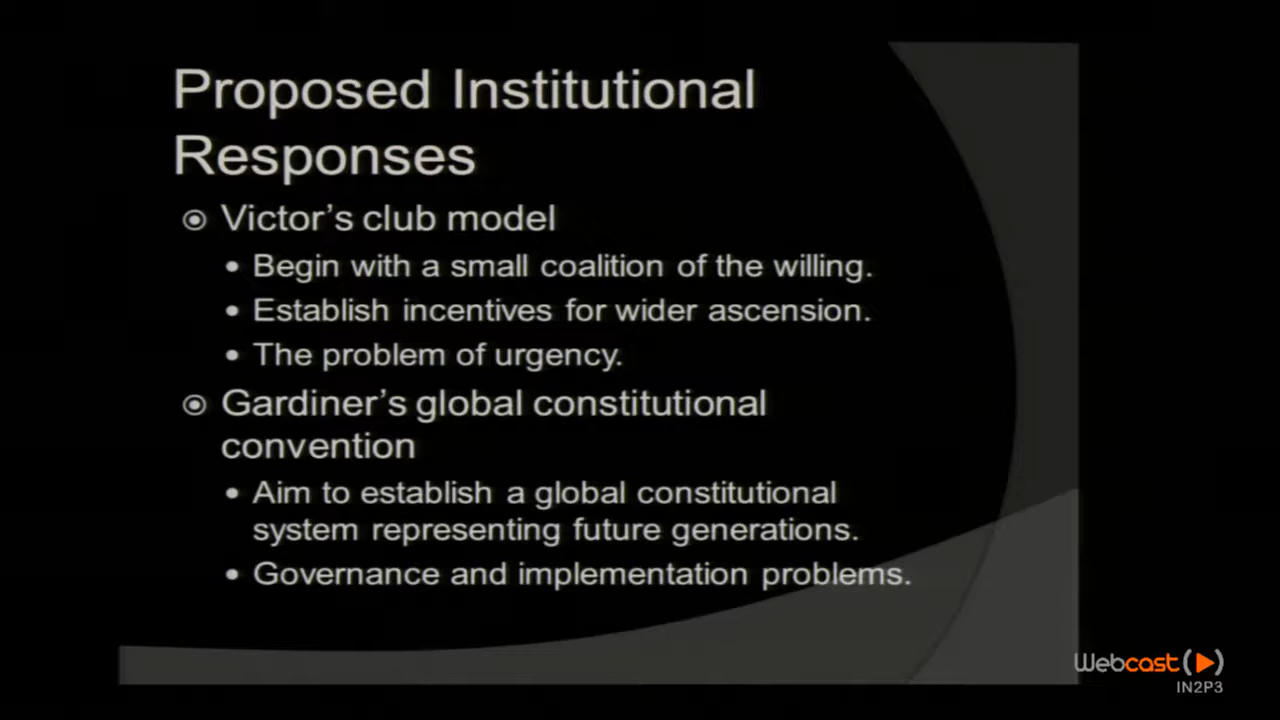 Proposed Institutional
Responses
Victor's club model
Begin with a small coalition of the willing.
Establish incentives for wider ascension.
The problem of urgency.
Gardiner's global constitutional
convention
Aim to establish a global constitutional
system representing future generations.
Governance and implementation problems.
Webcast
IN2P3